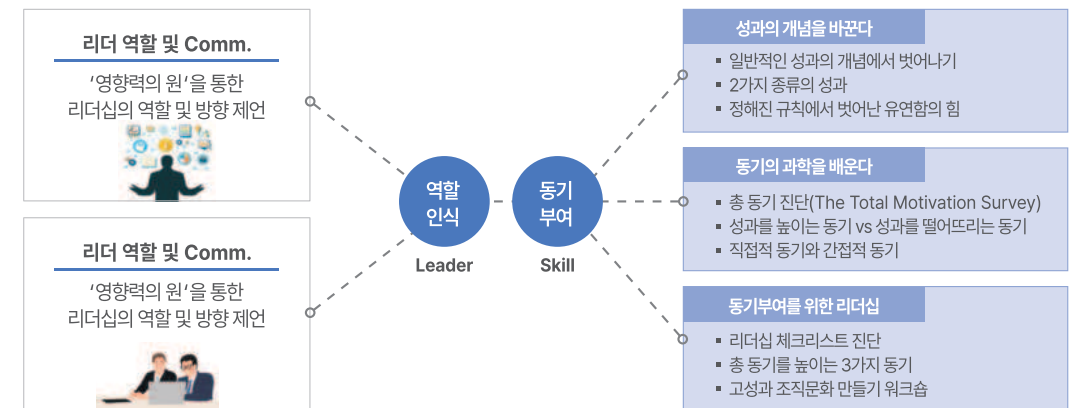 리더 역할 및 Comm.
‘영향력의 원‘을 통한
리더십의 역할 및 방향 제언
리더 역할 및 Comm.
‘영향력의 원‘을 통한
리더십의 역할 및 방향 제언
역할
인식
Leader
동기
부여
Skill
성과의 개념을 바꾼다
▪ 일반적인 성과의 개념에서 벗어나기
▪ 2가지 종류의 성과
▪ 정해진 규칙에서 벗어난 유연함의 힘
동기의 과학을 배운다
▪ 총 동기 진단(The Total Motivation Survey)
▪ 성과를 높이는 동기 vs 성과를 떨어뜨리는 동기
▪ 직접적 동기와 간접적 동기
동기부여를 위한 리더십
▪ 리더십 체크리스트 진단
▪ 총 동기를 높이는 3가지 동기
▪ 고성과 조직문화 만들기 워크숍